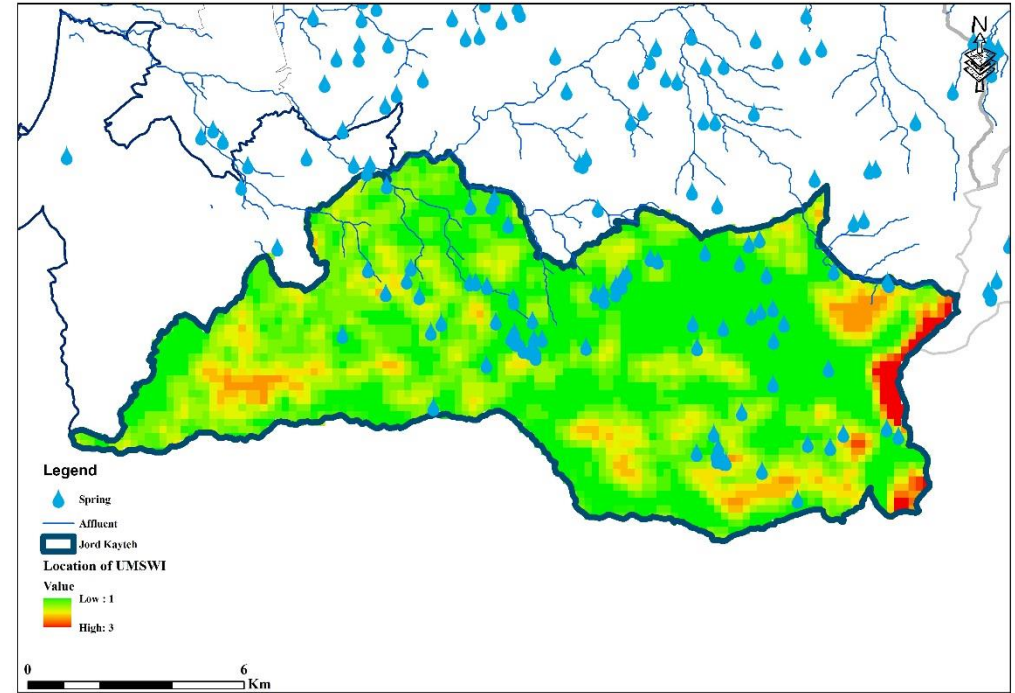 N
Legend
Spring
Affluent
Jord Kayteh
Location of UMSWI
Value
Low : 1
High: 3
0 6
Km